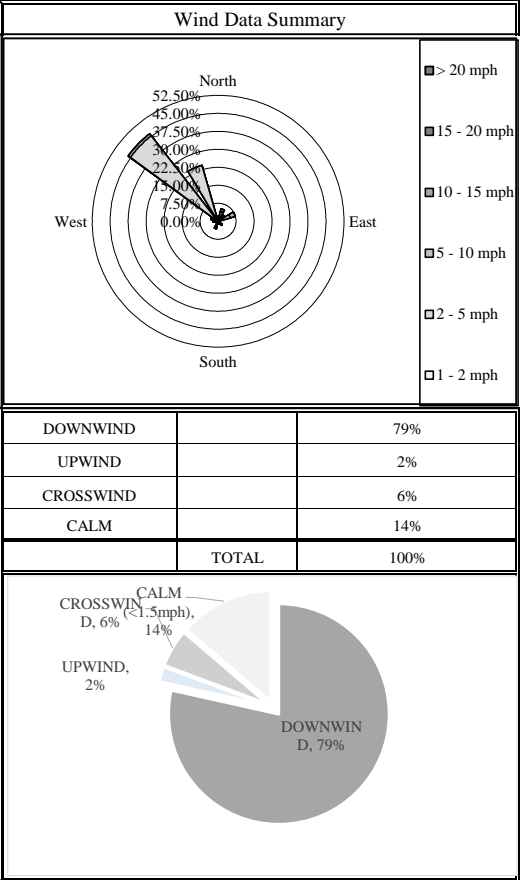 Wind Data Summary
North
52.50%
45.00%
37.50%
30.00%
22.50%
15.00%
7.50%
0.00%
West
East
South
> 20 mph
15 - 20 mph
10 - 15 mph
5 - 10 mph
2 - 5 mph
1 - 2 mph
DOWNWIND 79%
UPWIND 2%
CROSSWIND 6%
CALM 14%
TOTAL 100%
CALM
(<1.5mph),
14%
CROSSWIN
D, 6%
UPWIND,
2%
DOWNWIN
D, 79%